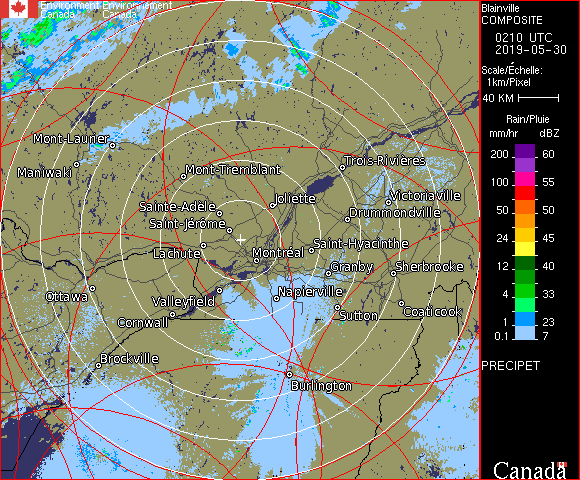 Environment Environnement
Canada Canada
Mont-Laurier
Maniwaki
Mont-Tremblant
Trois-Rivières
Joliette
Victoriaville
Sainte-Adèle
Drummondville
Saint-Jérôme
Lachute
Montréal
Saint-Hyacinthe
Granby
Sherbrooke
Ottawa
Valleyfield
Napierville
Cornwall
Sutton
Coaticook
Brockville
Burlington
Blainville
COMPOSITE
0210 UTC
2019-05-30
Scale/Échelle:
1km/Pixel
40 KM
Rain/Pluie
mm/hr dBZ
200 60
150 57
100 55
50 50
24 45
12 40
4 33
1 23
0.1 7
PRECIPET
Canada